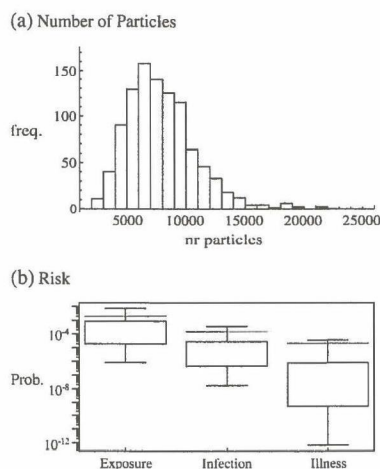 (a) Number of Particles
150
100
freq.
50
0
5000 10000 15000 20000 25000
nr particles
(b) Risk
10-4
Prob.
10-8
10-12
Exposure Infection Illness